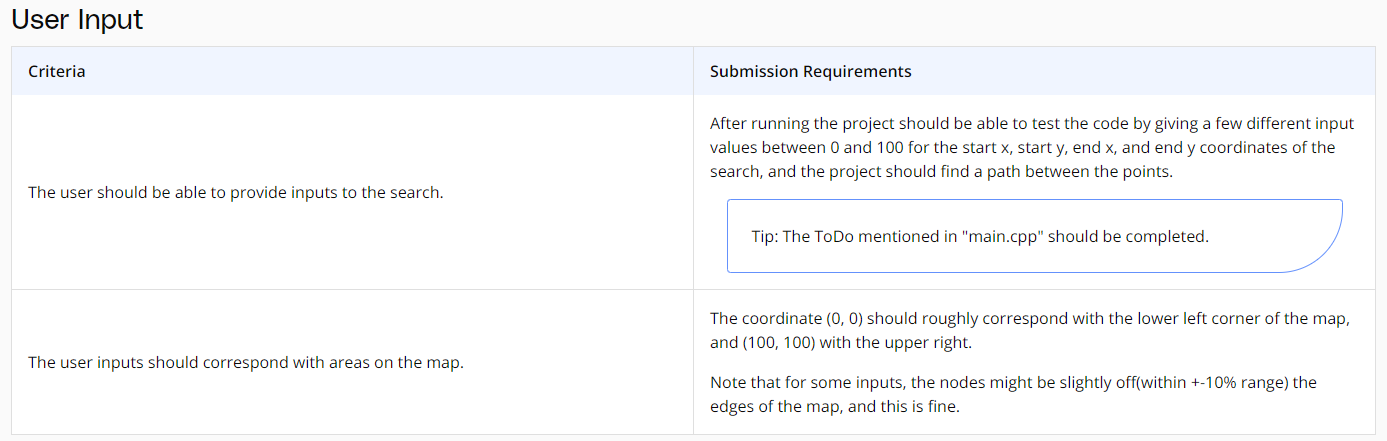 User Input
Criteria
Submission Requirements
The user should be able to provide inputs to the search.
After running the project should be able to test the code by giving a few different input
values between 0 and 100 for the start x, start y, end x, and end y coordinates of the
search, and the project should find a path between the points.
Tip: The ToDo mentioned in "main.cpp" should be completed.
The user inputs should correspond with areas on the map.
The coordinate (0, 0) should roughly correspond with the lower left corner of the map,
and (100, 100) with the upper right.
Note that for some inputs, the nodes might be slightly off(within +-10% range) the
edges of the map, and this is fine.